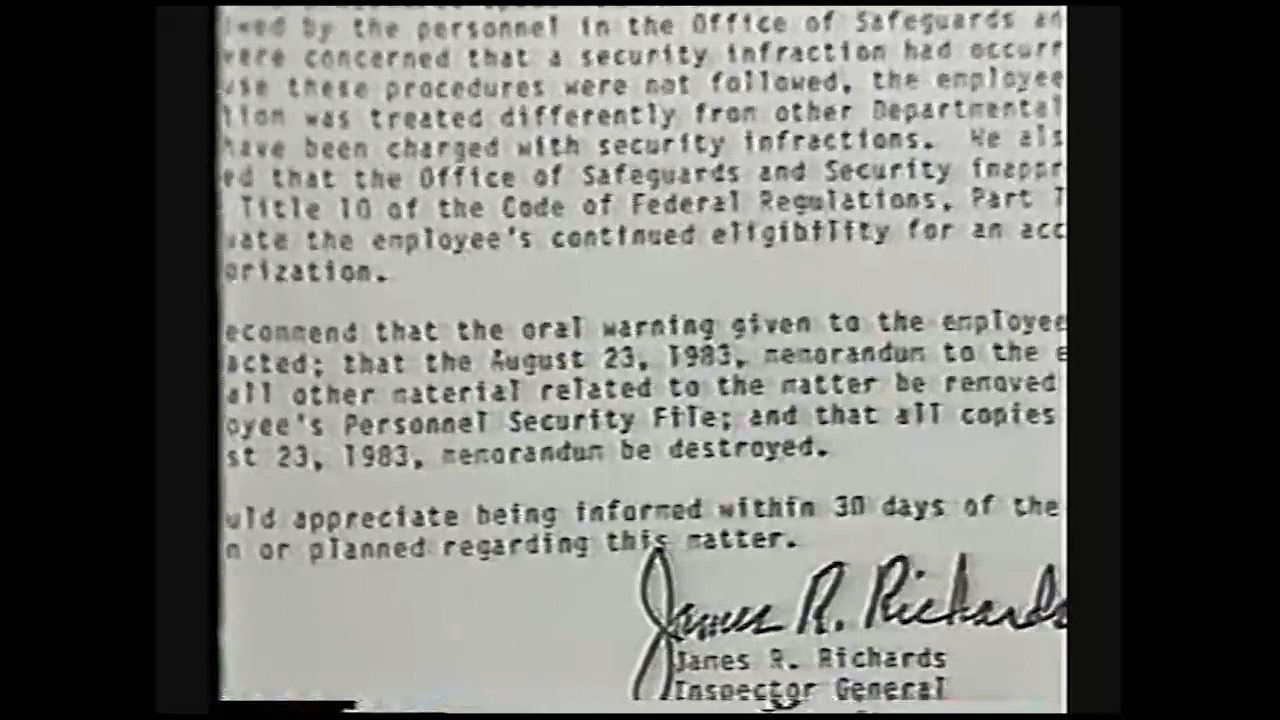 wed by the personnel in the Office of Safeguards an
were concerned that a security infraction had occurr
use these procedures were not followed, the employee
tion was treated differently from other Departmental
have been charged with security infractions. We als
ed that the Office of Safeguards and Security inappr
Title 10 of the Code of Federal Regulations, Part 7
uate the employee's continued eligibility for an acc
orization.
ecommend that the oral warning given to the employee
acted; that the August 23, 1983, memorandum to the e
all other material related to the matter be removed
oyee's Personnel Security File; and that all copies
st 23, 1983, memorandum be destroyed.
uld appreciate being informed within 30 days of the
n or planned regarding this matter.
James R. Richards
James R. Richards
Inspector General